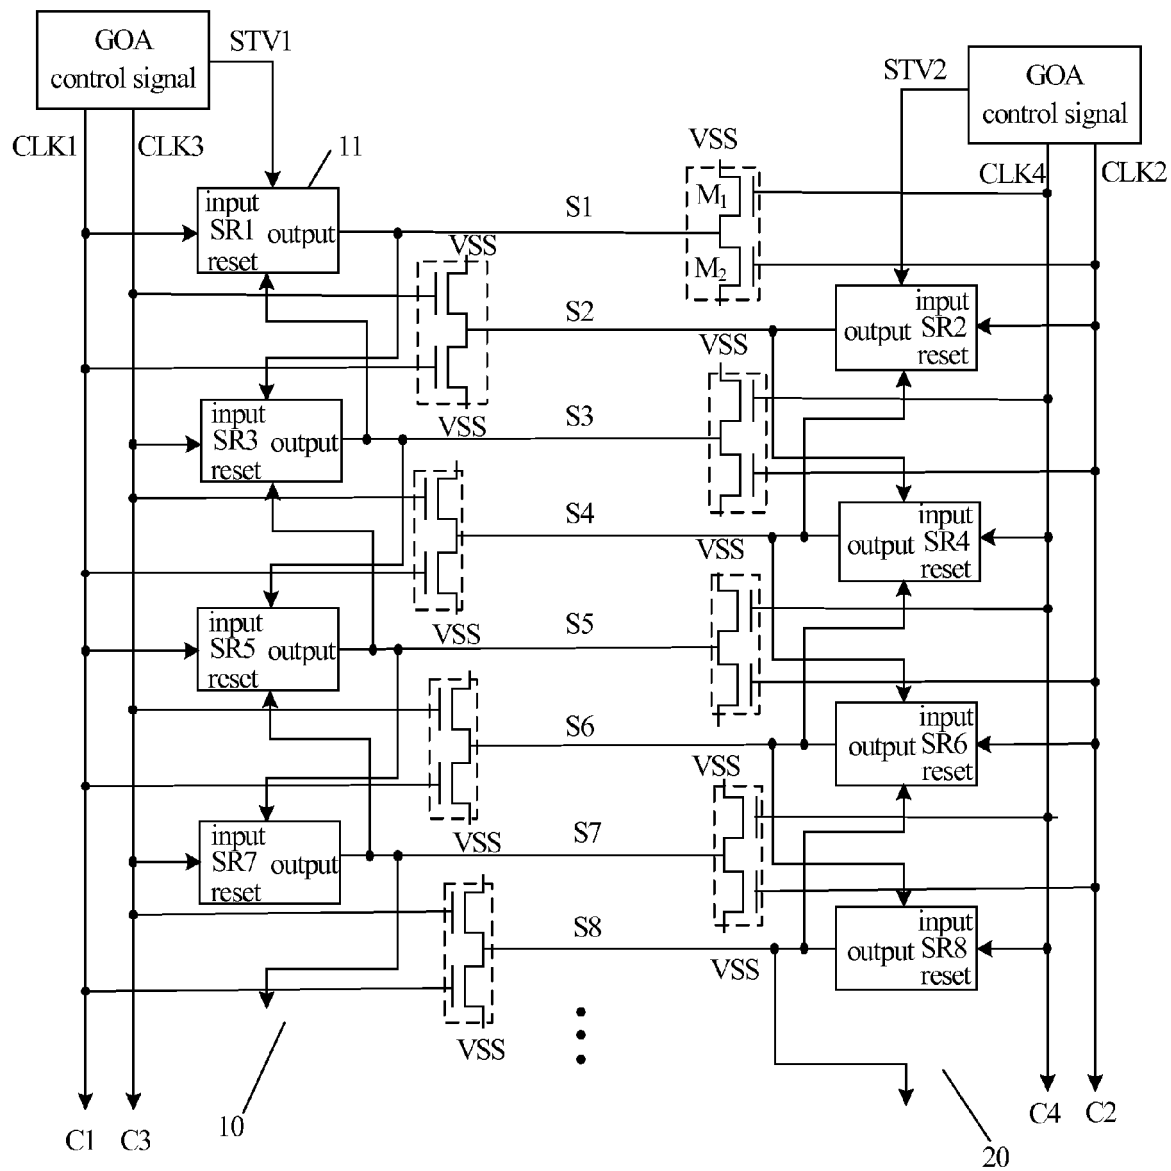 GOA
control signal
STV1
STV2
GOA
control signal
CLK1
CLK3
11
VSS
CLK4
CLK2
input
SR1
output
reset
S1
M1
M2
VSS
S2
input
output
SR2
reset
VSS
VSS
input
SR3
output
reset
S3
S4
input
output
SR4
reset
VSS
VSS
input
SR5
output
reset
S5
S6
input
output
SR6
reset
VSS
VSS
input
SR7
output
reset
S7
S8
input
output
SR8
reset
VSS
VSS
10
20
C1
C3
C4
C2